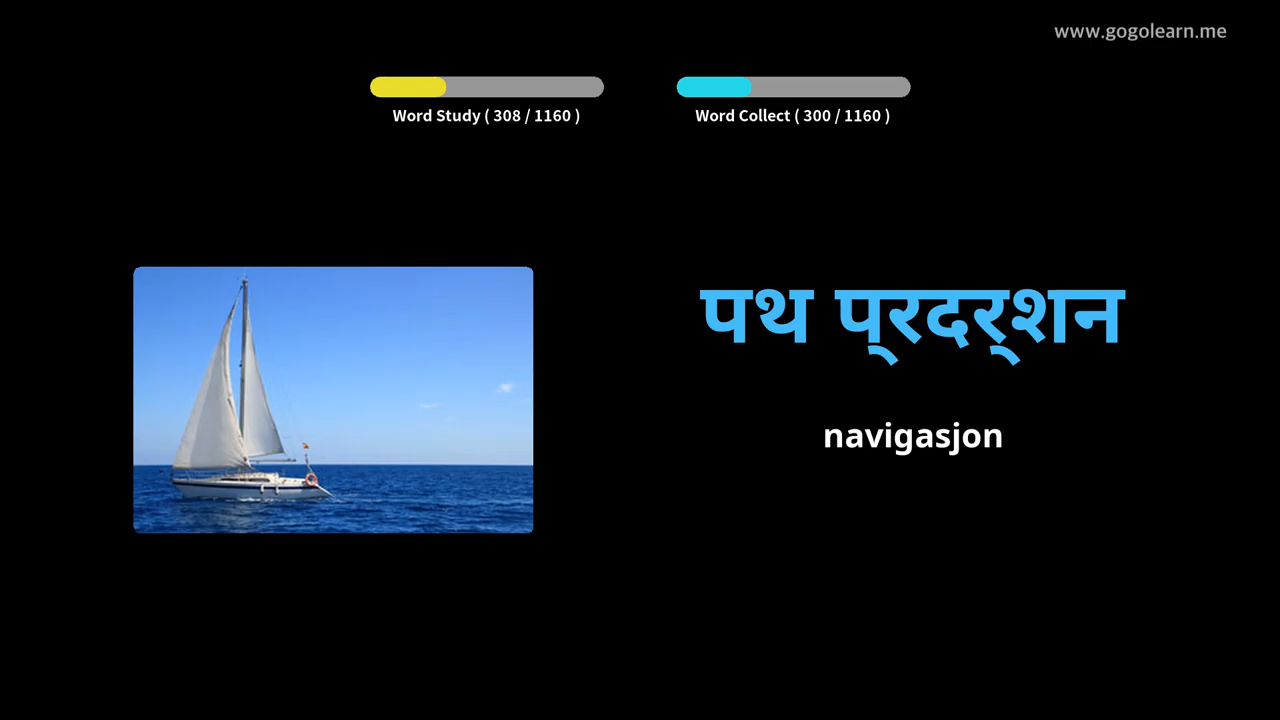 www.gogolearn.me
Word Study ( 308 / 1160 )
Word Collect ( 300 / 1160 )
पथ प्रदर्शन
navigasjon